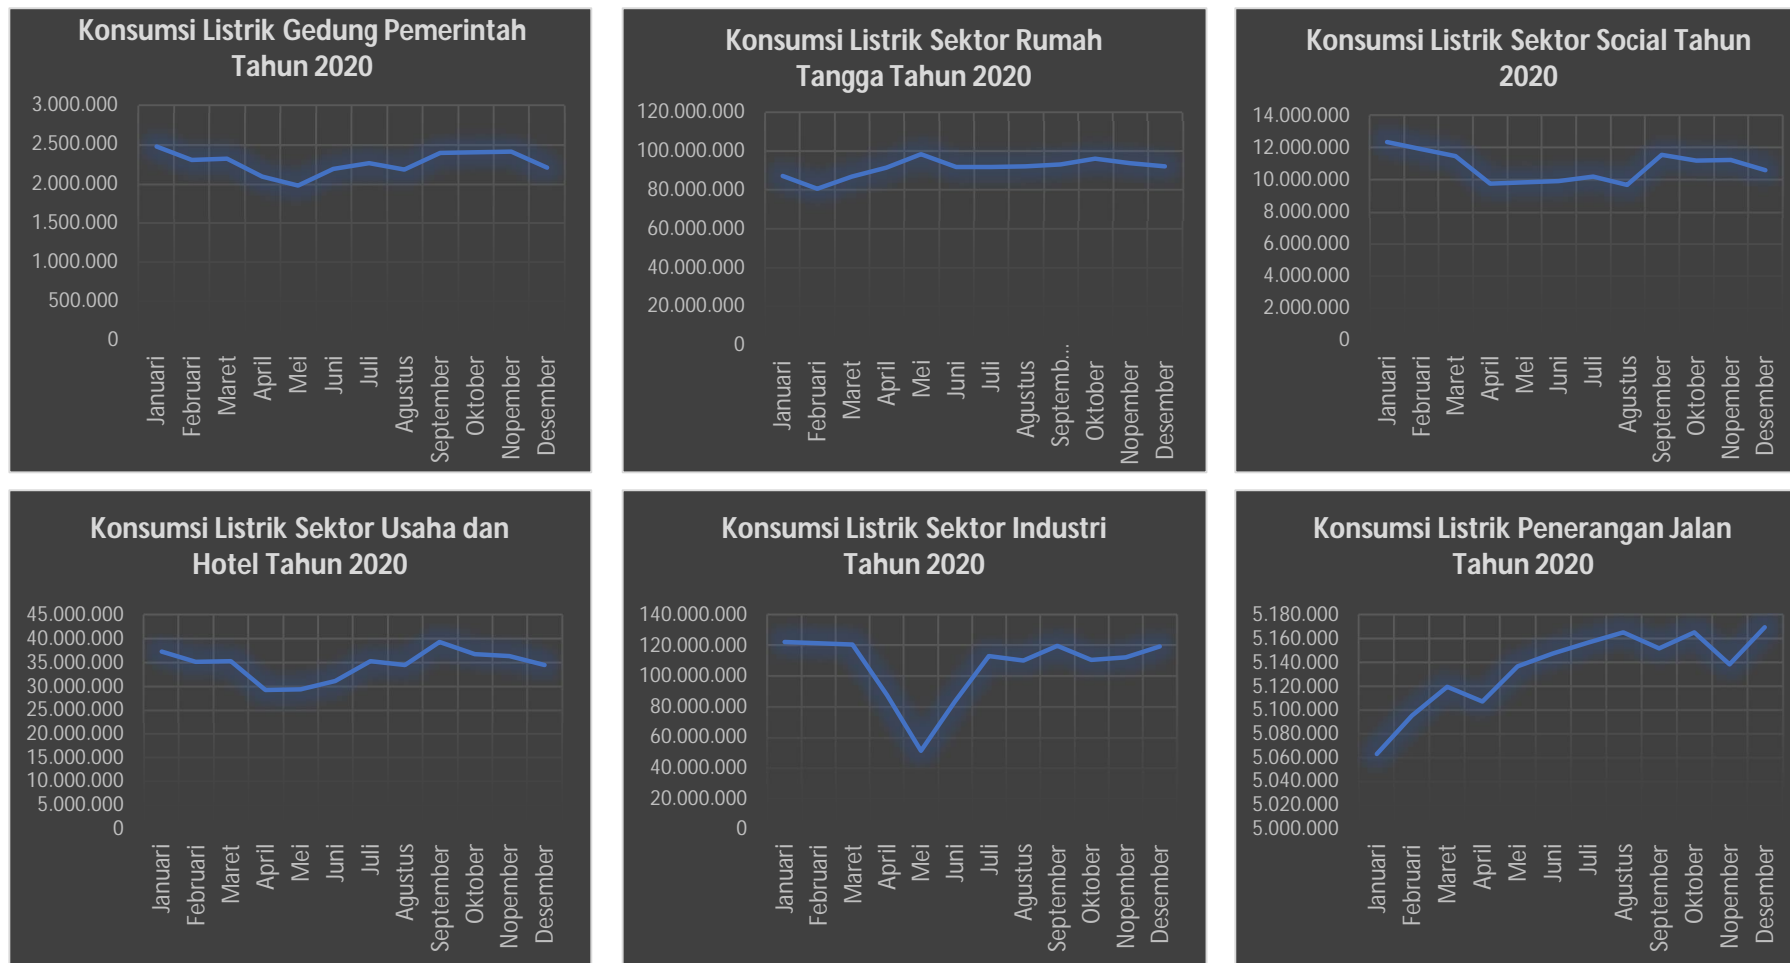 Konsumsi Listrik Gedung Pemerintah
Tahun 2020
3.000.000
2.500.000
2.000.000
1.500.000
1.000.000
500.000
0
Januari
Februari
Maret
April
Mei
Juni
Juli
Agustus
September
Oktober
Nopember
Desember
Konsumsi Listrik Sektor Rumah
Tangga Tahun 2020
120.000.000
100.000.000
80.000.000
60.000.000
40.000.000
20.000.000
0
Januari
Februari
Maret
April
Mei
Juni
Juli
Agustus
Septemb...
Oktober
Nopember
Desember
Konsumsi Listrik Sektor Social Tahun
2020
14.000.000
12.000.000
10.000.000
8.000.000
6.000.000
4.000.000
2.000.000
0
Januari
Februari
Maret
April
Mei
Juni
Juli
Agustus
September
Oktober
Nopember
Desember
Konsumsi Listrik Sektor Usaha dan
Hotel Tahun 2020
45.000.000
40.000.000
35.000.000
30.000.000
25.000.000
20.000.000
15.000.000
10.000.000
5.000.000
0
Januari
Februari
Maret
April
Mei
Juni
Juli
Agustus
September
Oktober
Nopember
Desember
Konsumsi Listrik Sektor Industri
Tahun 2020
140.000.000
120.000.000
100.000.000
80.000.000
60.000.000
40.000.000
20.000.000
0
Januari
Februari
Maret
April
Mei
Juni
Juli
Agustus
September
Oktober
Nopember
Desember
Konsumsi Listrik Penerangan Jalan
Tahun 2020
5.180.000
5.160.000
5.140.000
5.120.000
5.100.000
5.080.000
5.060.000
5.040.000
5.020.000
5.000.000
Januari
Februari
Maret
April
Mei
Juni
Juli
Agustus
September
Oktober
Nopember
Desember